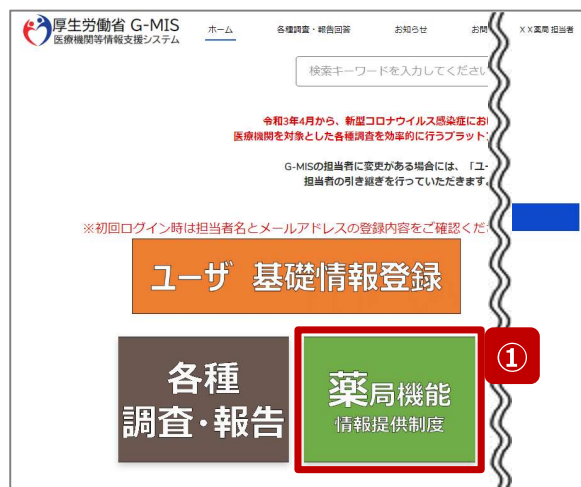 厚生労働省 G-MIS
医療機関等情報支援システム
ホーム
各種調査・報告回答
お知らせ
お問
XX薬局 担当者
検索キーワードを入力してください
令和3年4月から、新型コロナウイルス感染症にお
医療機関を対象とした各種調査を効率的に行うプラット
G-MISの担当者に変更がある場合には、「ユー
担当者の引き継ぎを行っていただきます。
※初回ログイン時は担当者名とメールアドレスの登録内容をご確認くだ
ユーザ 基礎情報登録
①
各種
調査・報告
薬局機能
情報提供制度